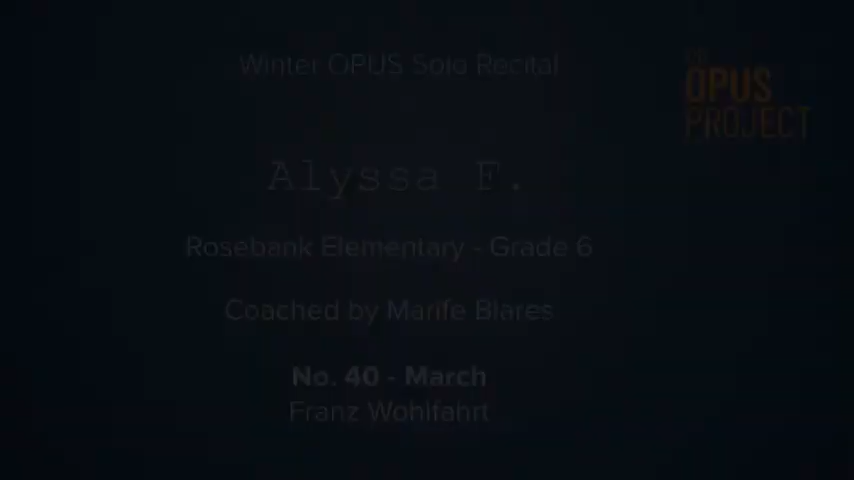 Winter OPUS Solo Recital
THE
OPUS
PROJECT
Alyssa F.
Rosebank Elementary - Grade 6
Coached by Marife Blares
No. 40 - March
Franz Wohlfahrt